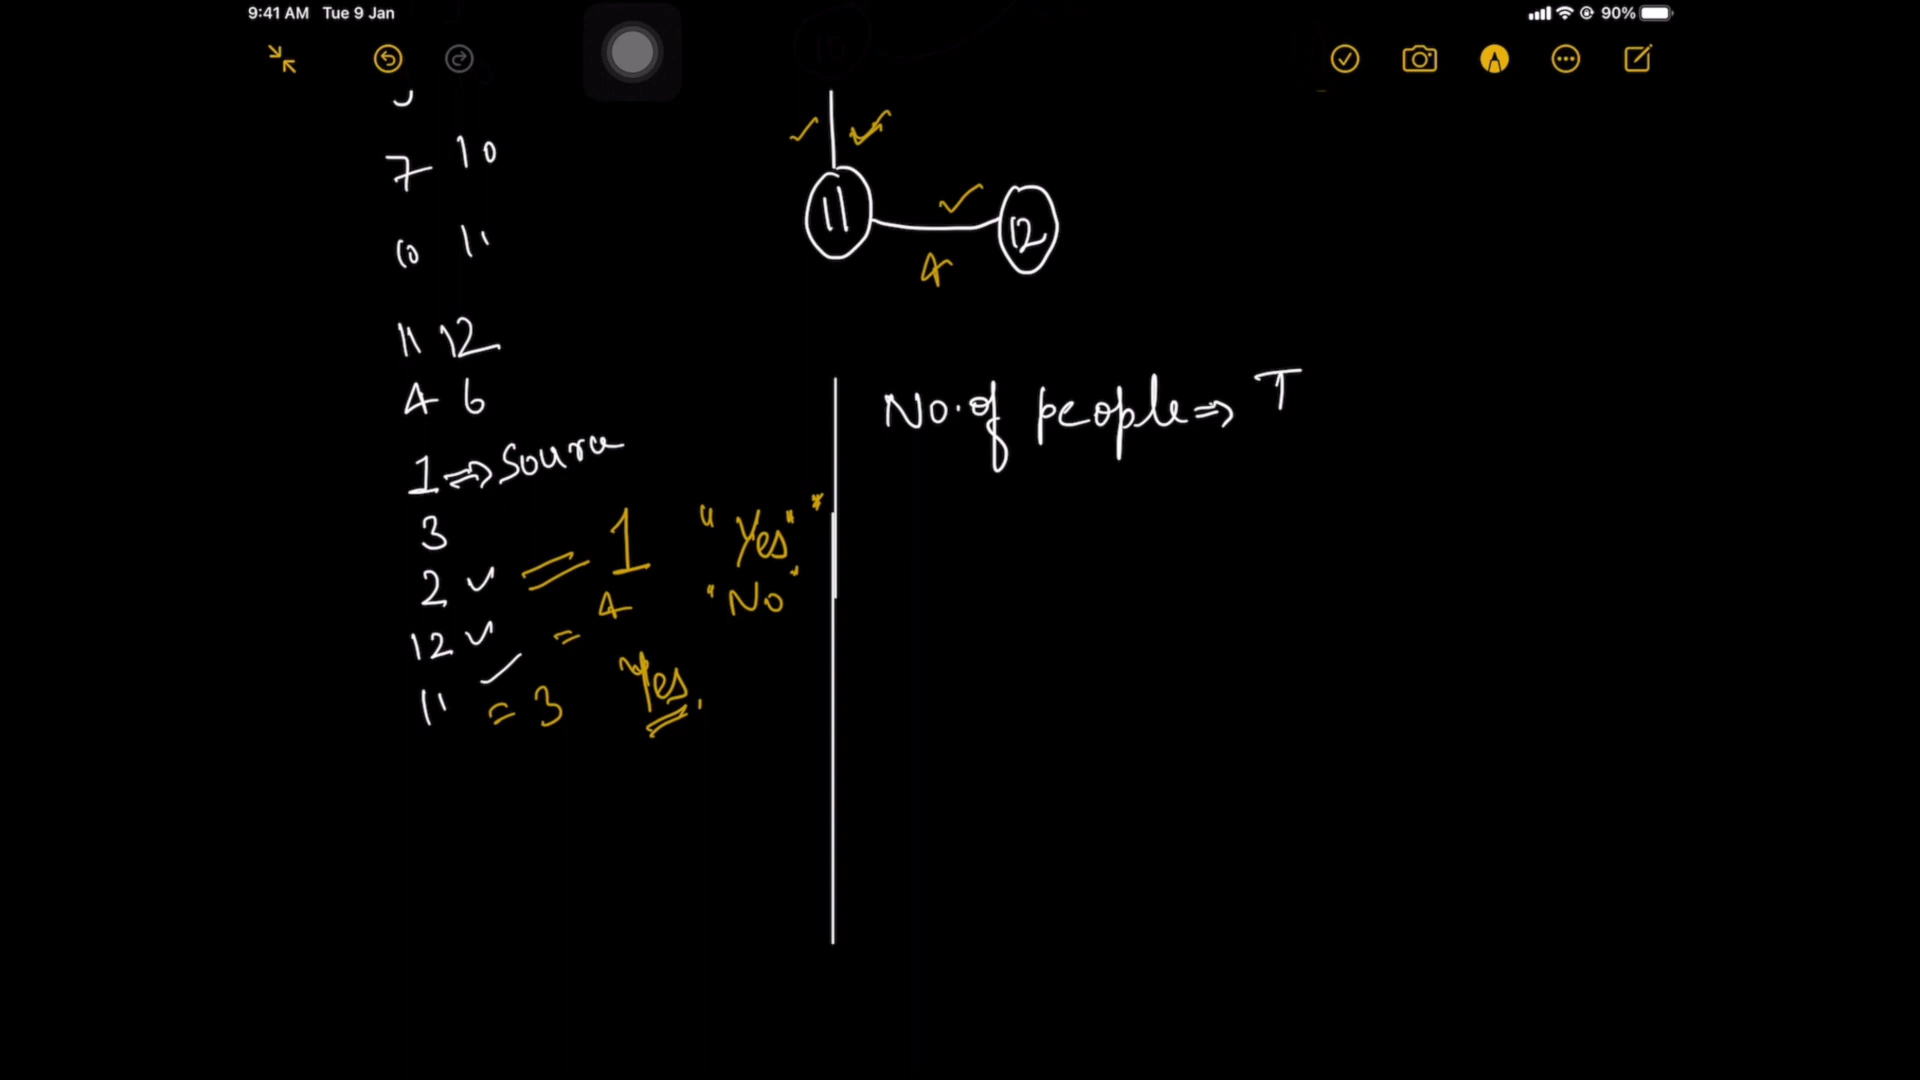 9:41 AM Tue 9 Jan 90%
7 10
10 11
11 12
4 6
1 => Source
3
2 = 1 "Yes"
12 = 4 "No"
11 = 3 Yes.
11 12
4
No. of people => T